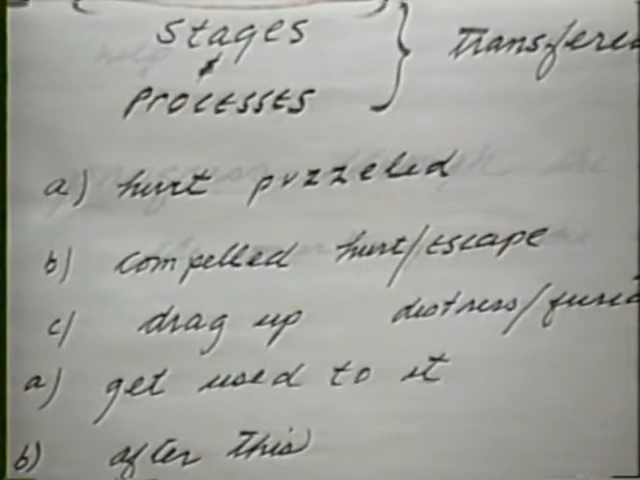 Stages } Transfere
&
Processes
a) hurt puzzeled
b) compelled hurt/escape
c) drag up distress/
a) get used to it
b) after this